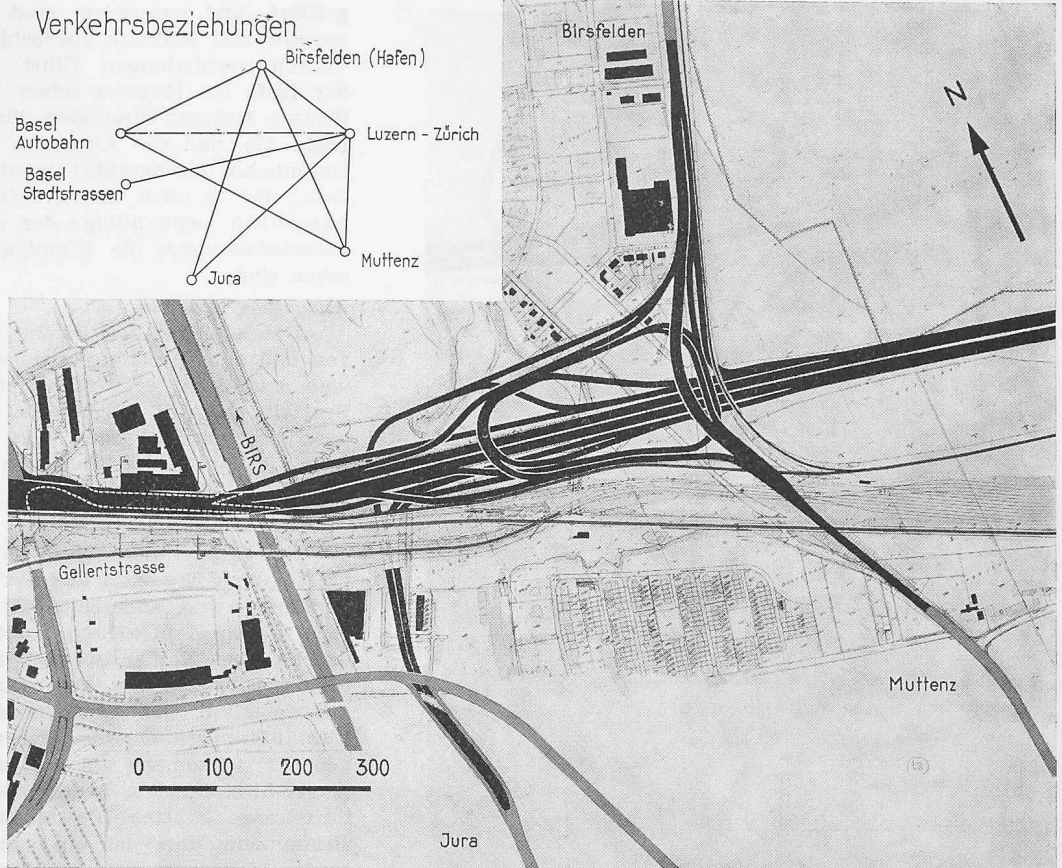 Verkehrsbeziehungen
Birsfelden (Hafen)
Basel
Autobahn
Luzern - Zürich
Basel
Stadtstrassen
Muttenz
Jura
Birsfelden
N
BIRS
Gellertstrasse
Muttenz
0 100 200 300
Jura